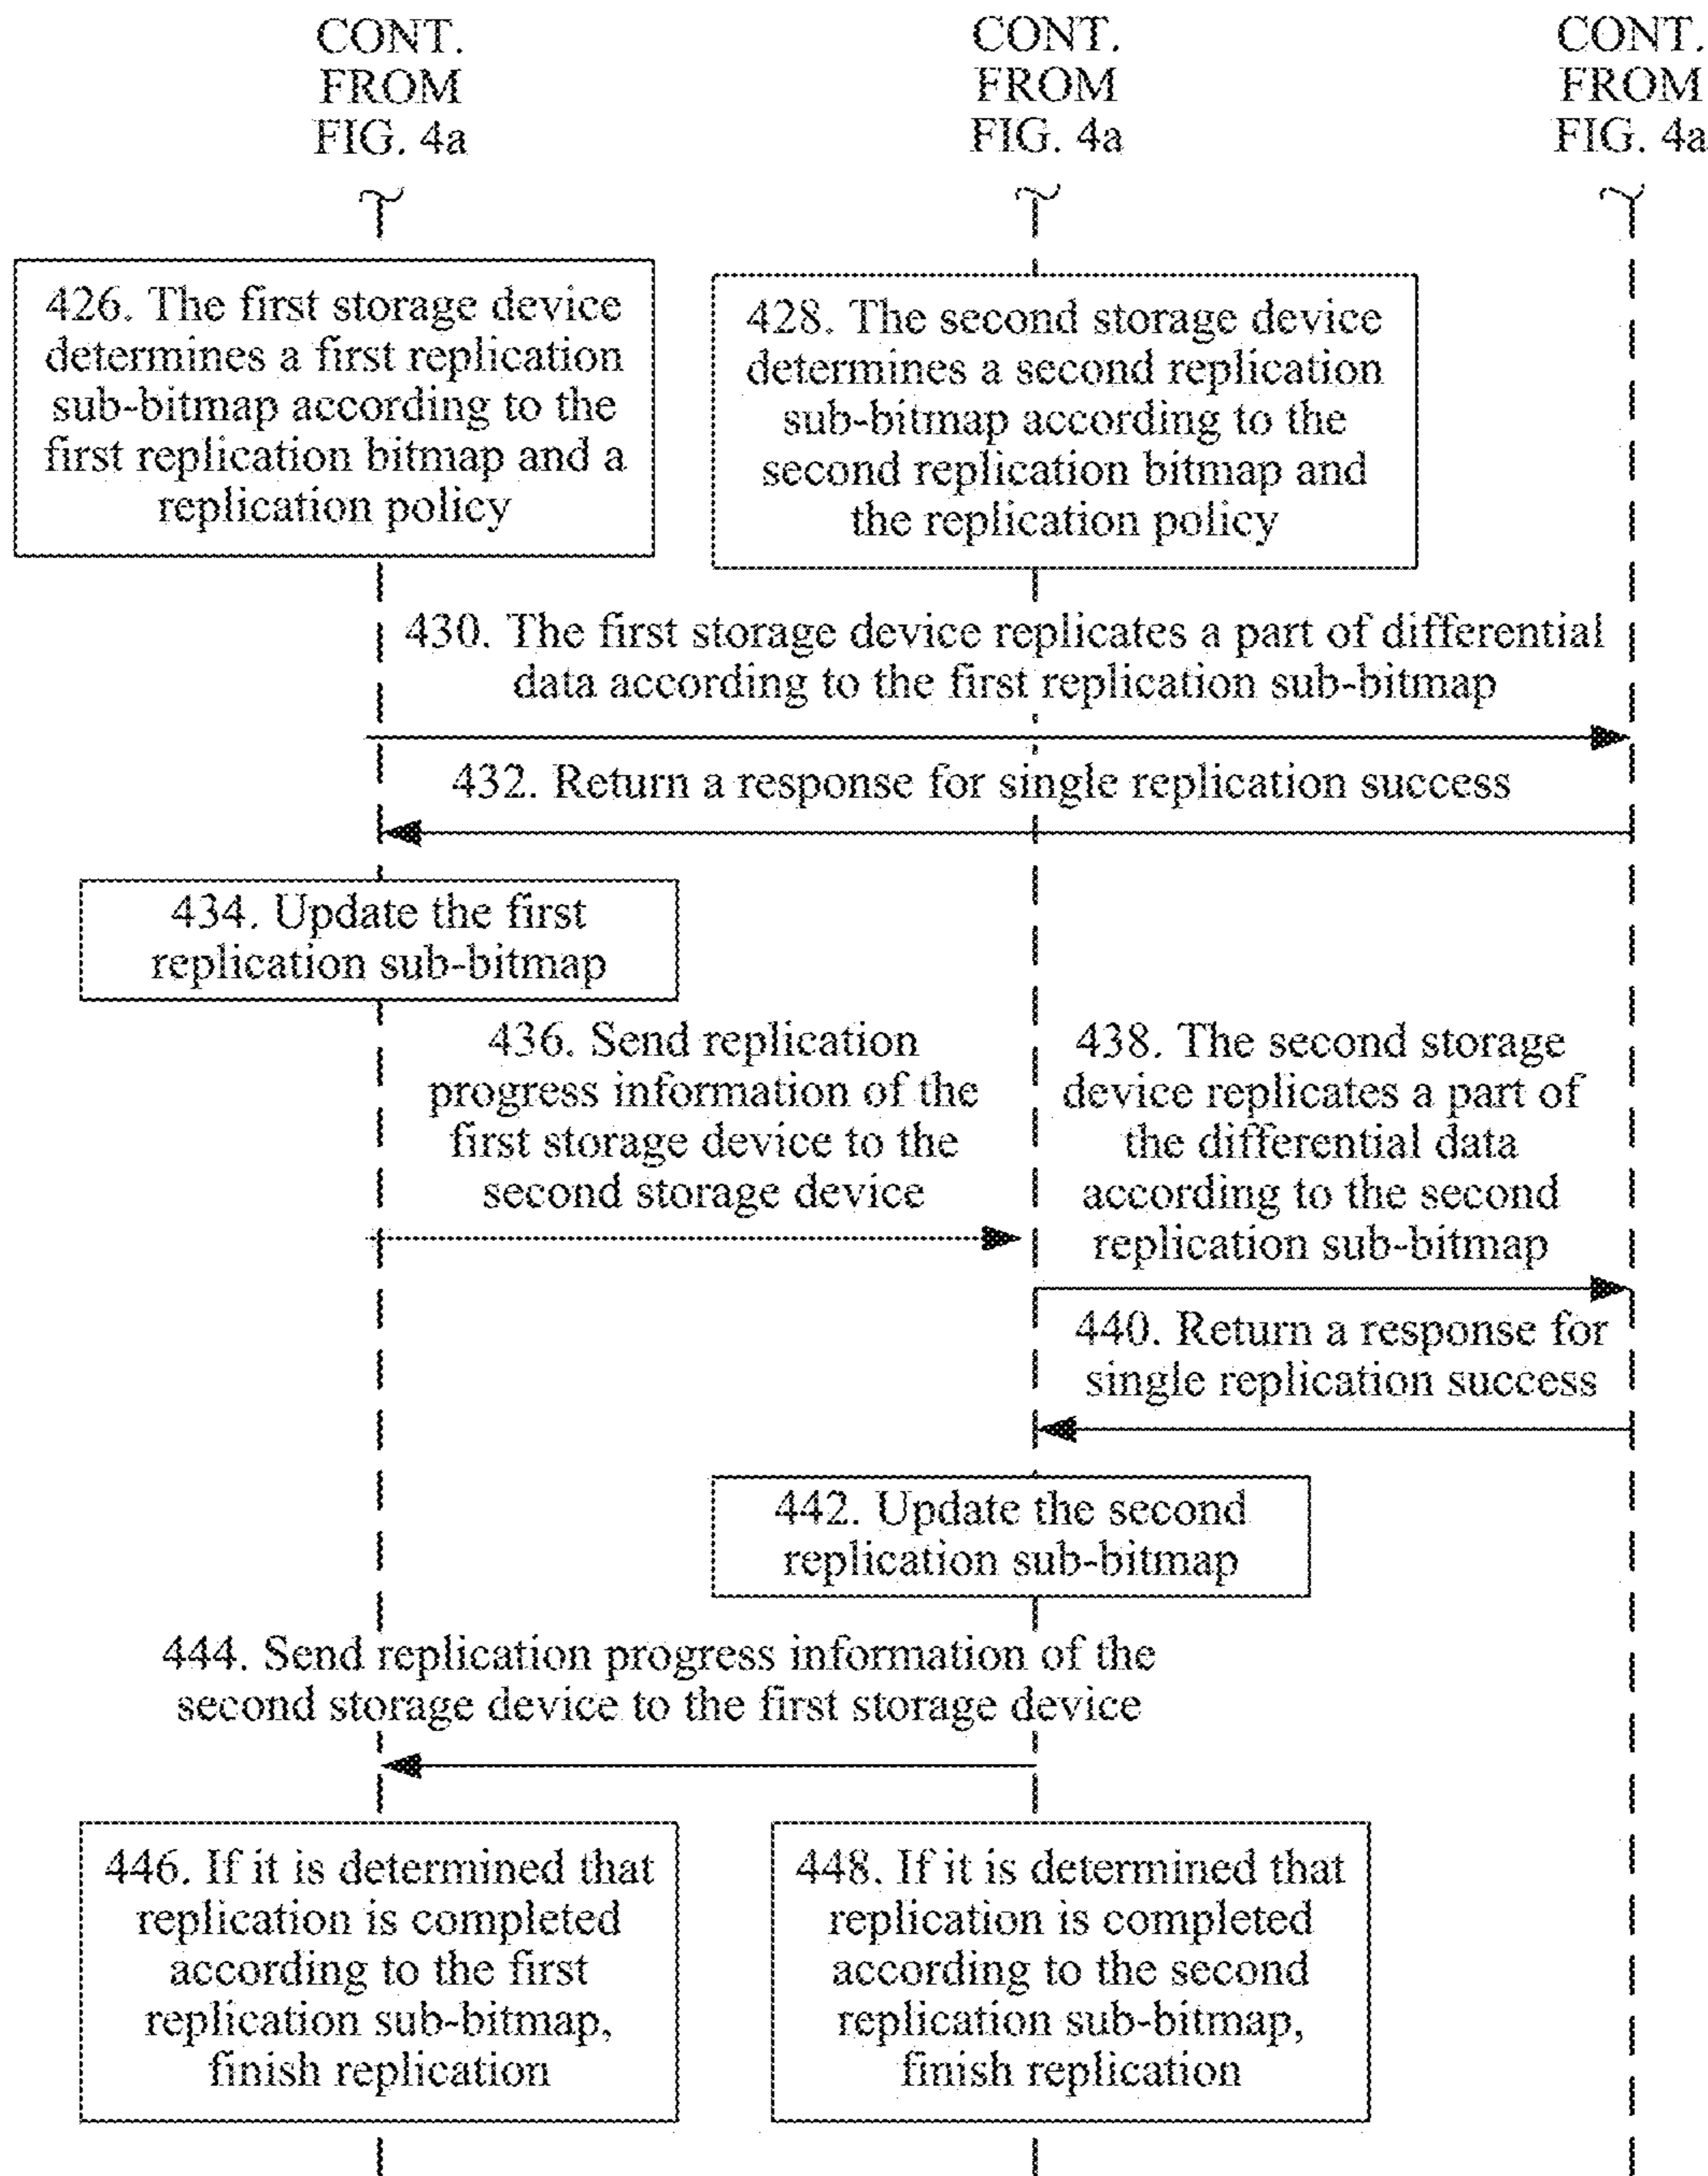 CONT.
FROM
FIG. 4a
CONT.
FROM
FIG. 4a
CONT.
FROM
FIG. 4a
426. The first storage device
determines a first replication
sub-bitmap according to the
first replication bitmap and a
replication policy
428. The second storage device
determines a second replication
sub-bitmap according to the
second replication bitmap and
the replication policy
430. The first storage device replicates a part of differential
data according to the first replication sub-bitmap
432. Return a response for single replication success
434. Update the first
replication sub-bitmap
436. Send replication
progress information of the
first storage device to the
second storage device
438. The second storage
device replicates a part of
the differential data
according to the second
replication sub-bitmap
440. Return a response for
single replication success
442. Update the second
replication sub-bitmap
444. Send replication progress information of the
second storage device to the first storage device
446. If it is determined that
replication is completed
according to the first
replication sub-bitmap,
finish replication
448. If it is determined that
replication is completed
according to the second
replication sub-bitmap,
finish replication